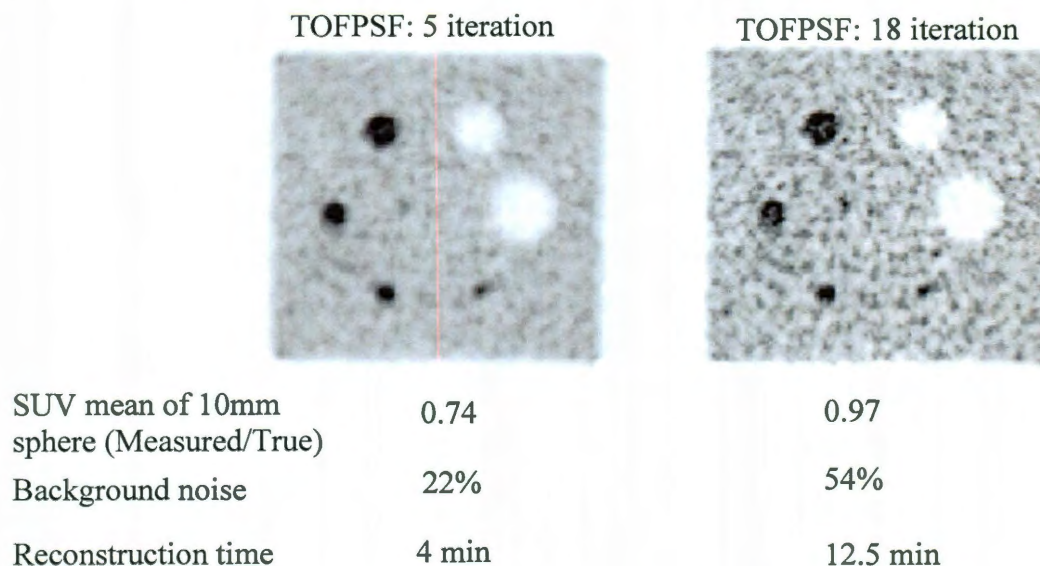 TOFPSF: 5 iteration
TOFPSF: 18 iteration
SUV mean of 10mm
sphere (Measured/True)
0.74
0.97
Background noise
22%
54%
Reconstruction time
4 min
12.5 min